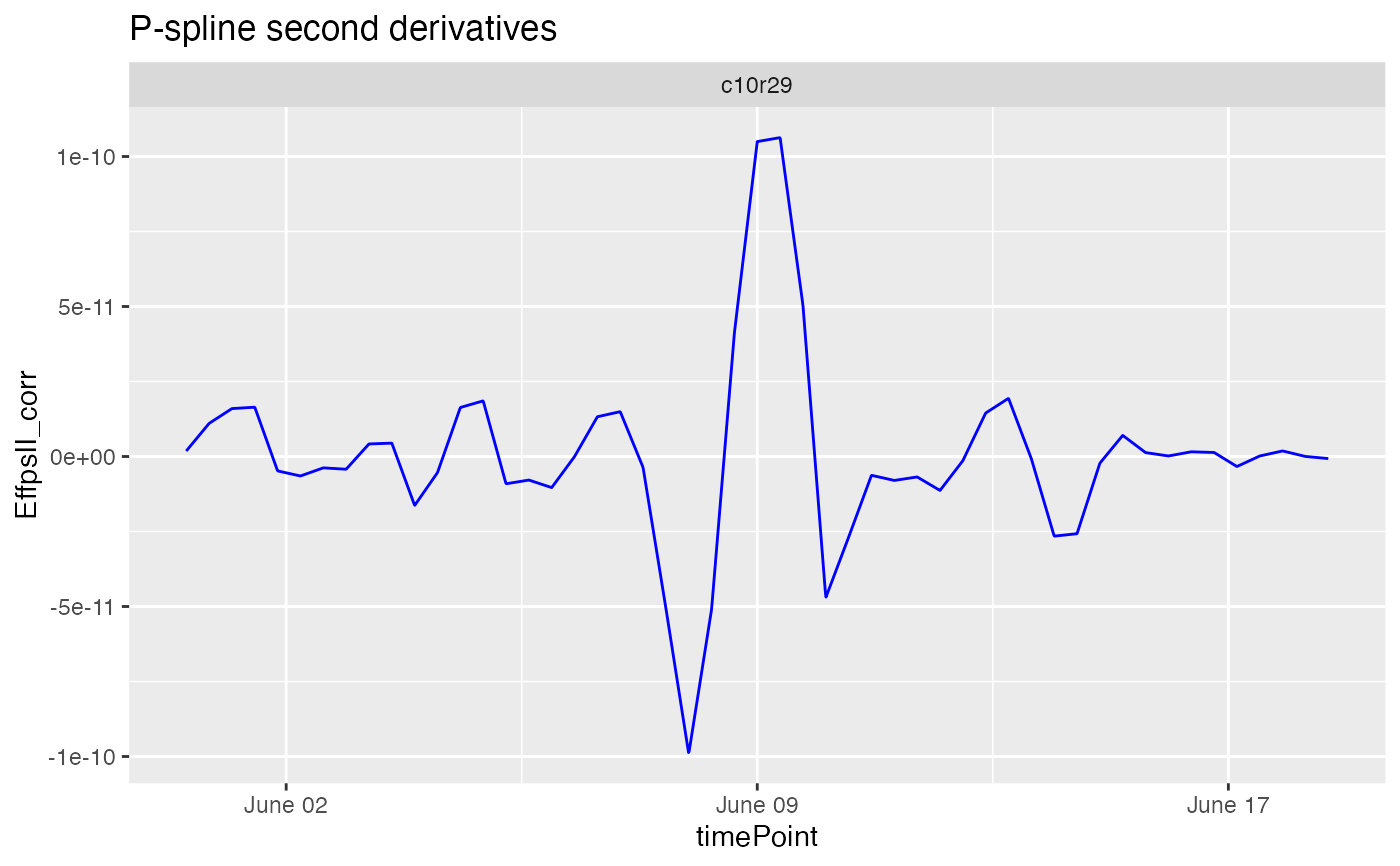 P-spline second derivatives
c10r29
1e-10
5e-11
0e+00
-5e-11
-1e-10
EffpsII_corr
June 02
June 09
June 17
timePoint